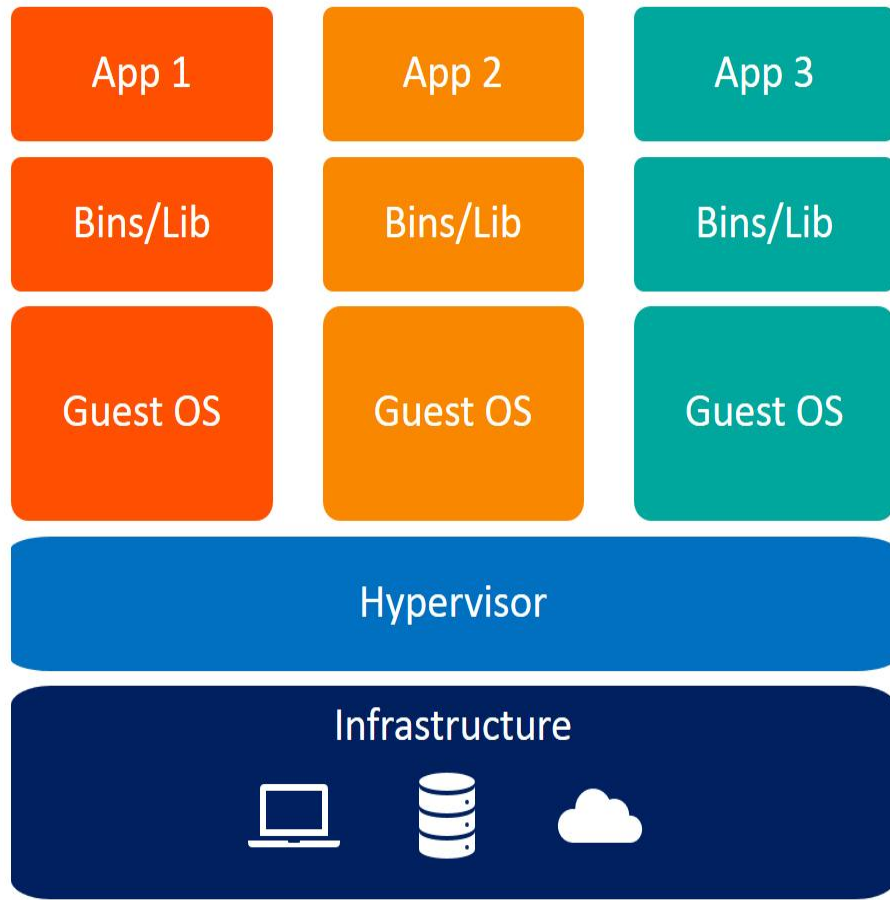 App 1
App 2
App 3
Bins/Lib
Bins/Lib
Bins/Lib
Guest OS
Guest OS
Guest OS
Hypervisor
Infrastructure